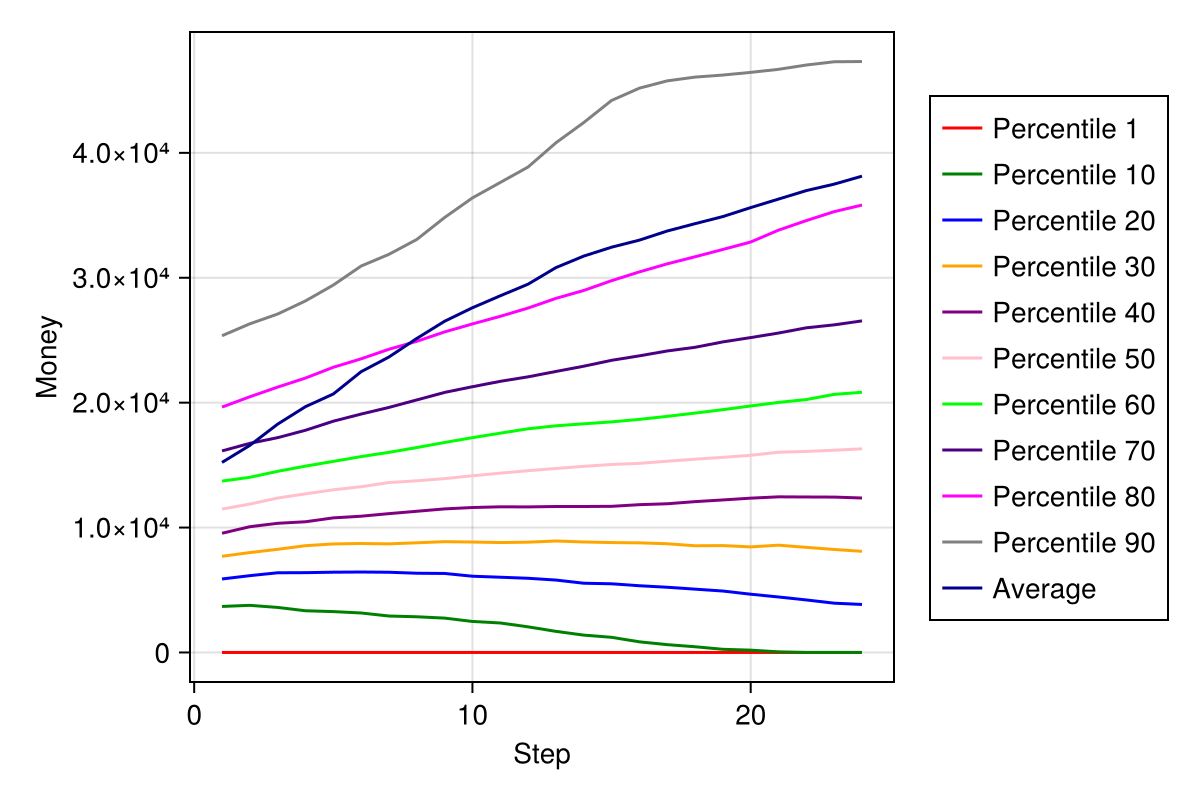 Money
4.0×10⁴
3.0×10⁴
2.0×10⁴
1.0×10⁴
0
0 10 20
Step
Percentile 1
Percentile 10
Percentile 20
Percentile 30
Percentile 40
Percentile 50
Percentile 60
Percentile 70
Percentile 80
Percentile 90
Average